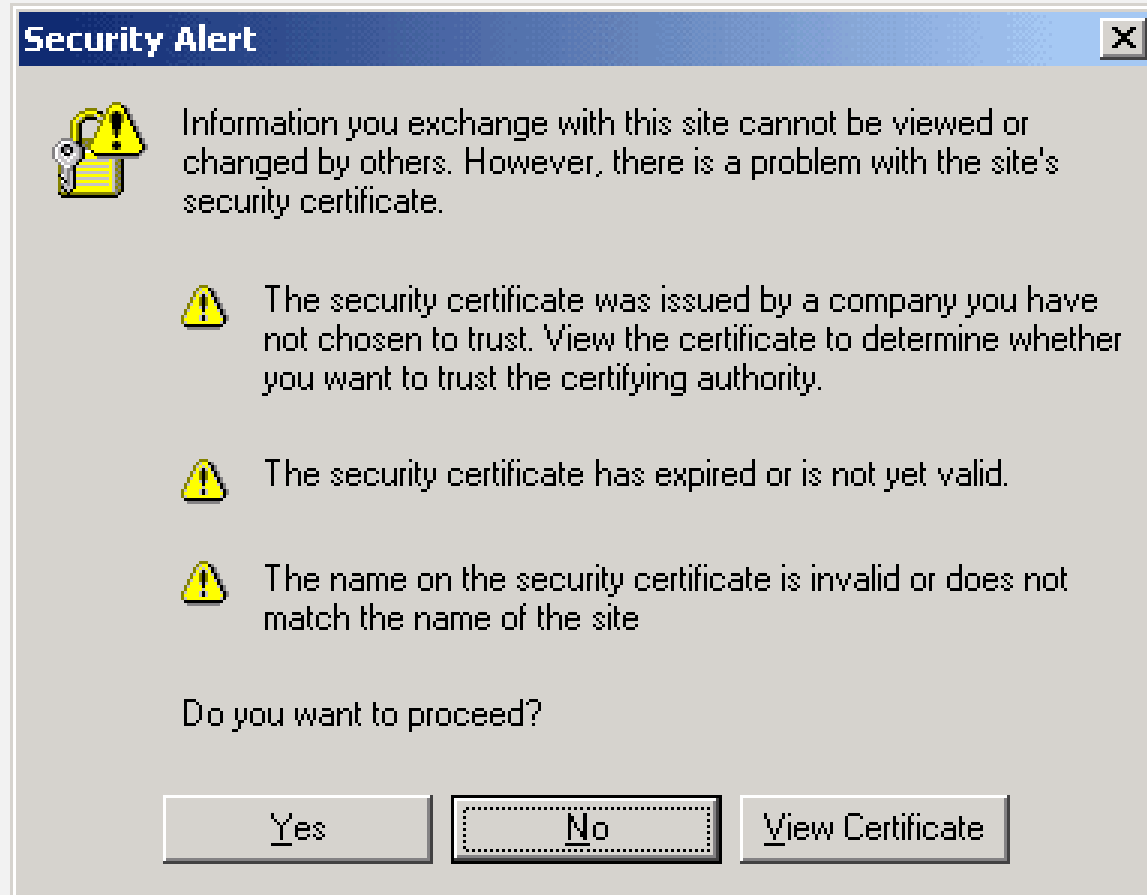 Security Alert
Information you exchange with this site cannot be viewed or
changed by others. However, there is a problem with the site's
security certificate.
The security certificate was issued by a company you have
not chosen to trust. View the certificate to determine whether
you want to trust the certifying authority.
The security certificate has expired or is not yet valid.
The name on the security certificate is invalid or does not
match the name of the site
Do you want to proceed?
Yes No View Certificate